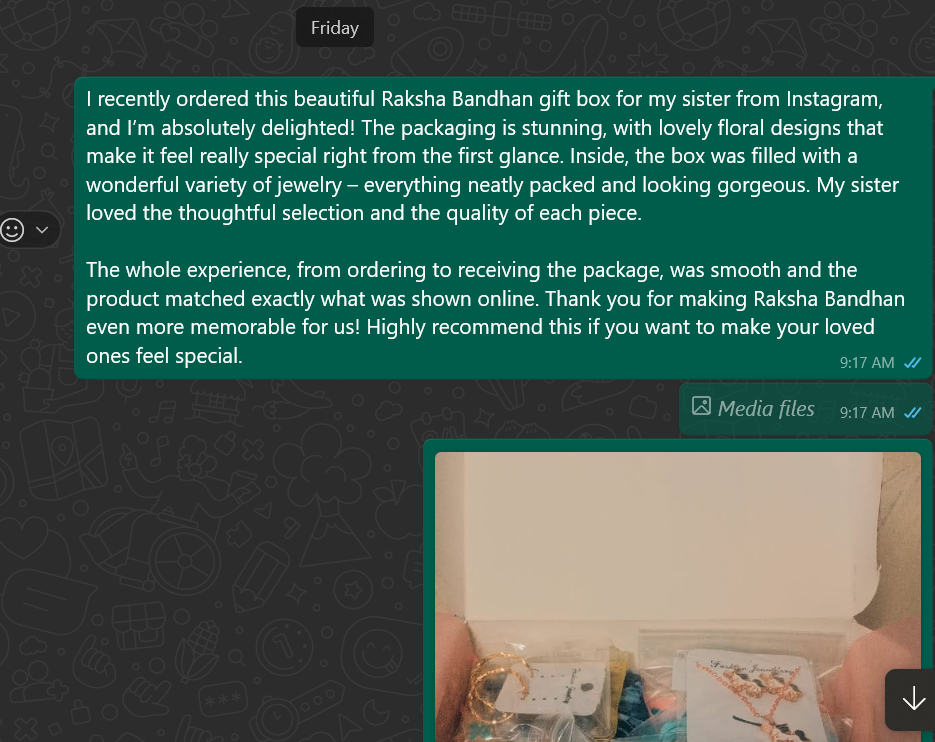 Friday
I recently ordered this beautiful Raksha Bandhan gift box for my sister from Instagram,
and I’m absolutely delighted! The packaging is stunning, with lovely floral designs that
make it feel really special right from the first glance. Inside, the box was filled with a
wonderful variety of jewelry – everything neatly packed and looking gorgeous. My sister
loved the thoughtful selection and the quality of each piece.
The whole experience, from ordering to receiving the package, was smooth and the
product matched exactly what was shown online. Thank you for making Raksha Bandhan
even more memorable for us! Highly recommend this if you want to make your loved
ones feel special.
9:17 AM
Media files 9:17 AM
Fashion Jewellery